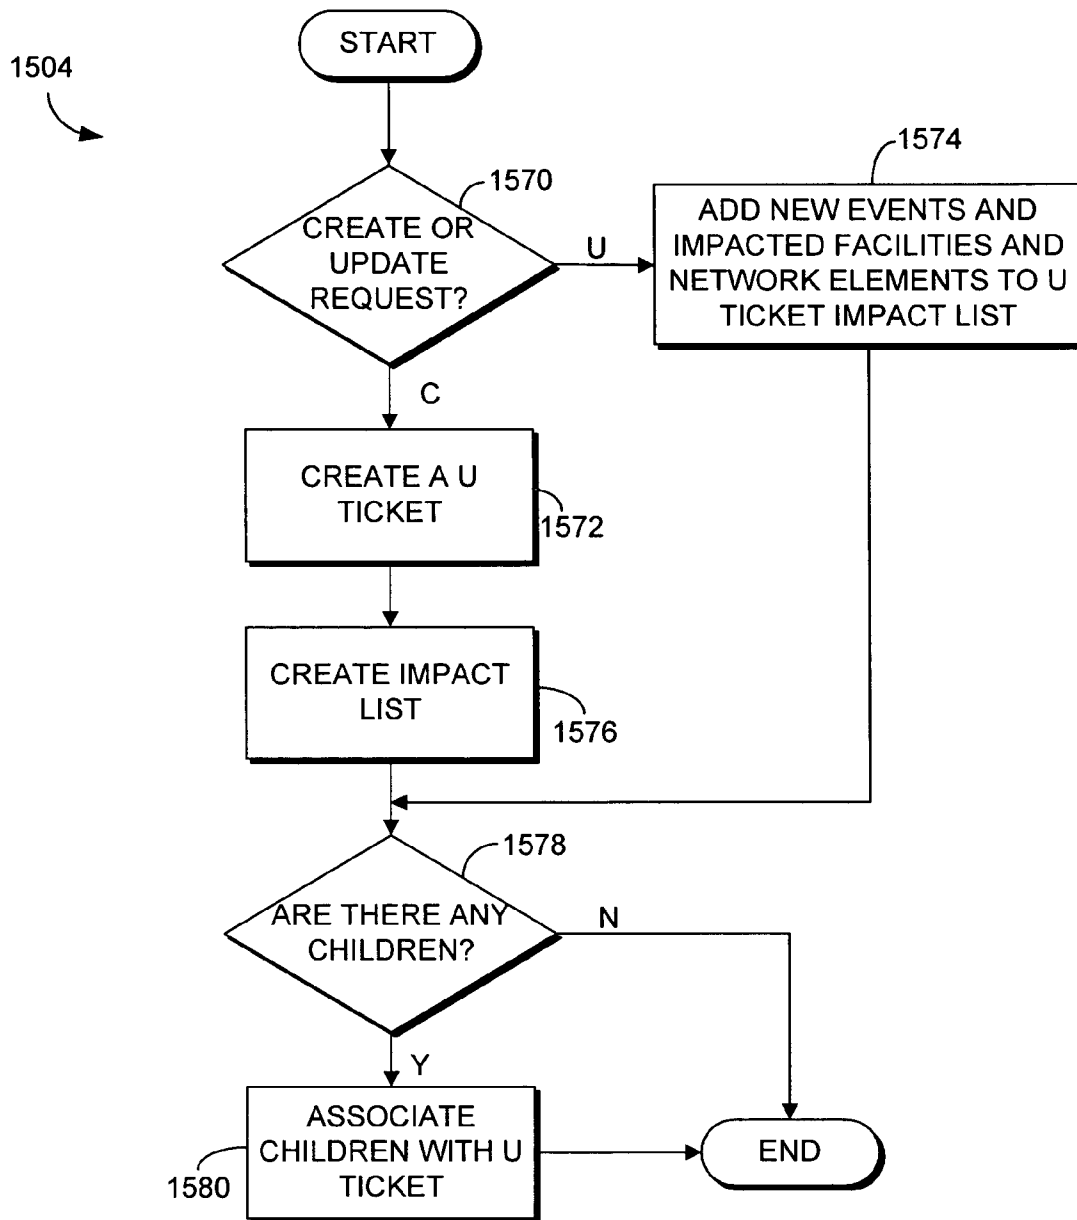 START
1504
1570
CREATE OR
UPDATE
REQUEST?
U
1574
ADD NEW EVENTS AND
IMPACTED FACILITIES AND
NETWORK ELEMENTS TO U
TICKET IMPACT LIST
C
CREATE A U
TICKET
1572
CREATE IMPACT
LIST
1576
1578
ARE THERE ANY
CHILDREN?
N
Y
ASSOCIATE
CHILDREN WITH U
TICKET
1580
END